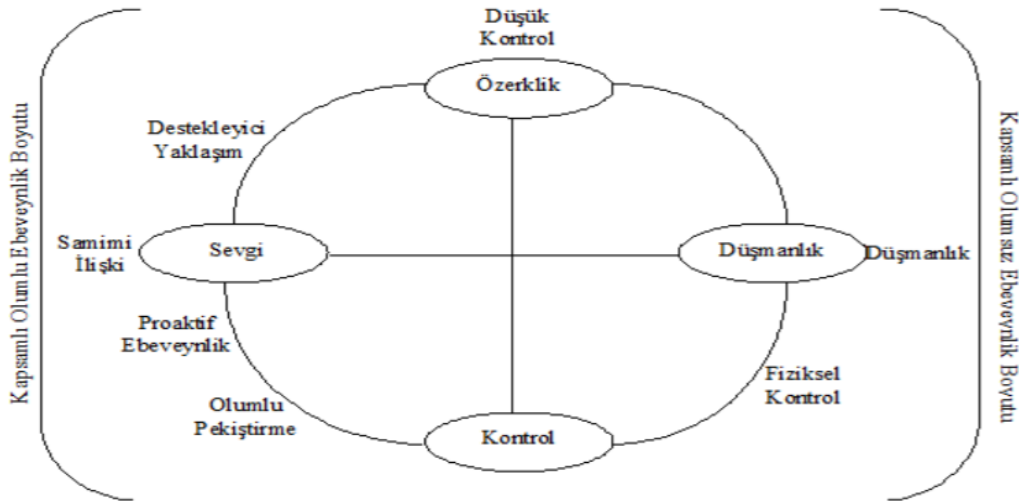 Düşük
Kontrol
Özerklik
Destekleyici
Yaklaşım
Kapsamlı Olumlu Ebeveynlik Boyutu
Samimi
İlişki
Sevgi
Düşmanlık
Düşmanlık
Kapsamlı Olumsuz Ebeveynlik Boyutu
Proaktif
Ebeveynlik
Olumlu
Pekiştirme
Fiziksel
Kontrol
Kontrol